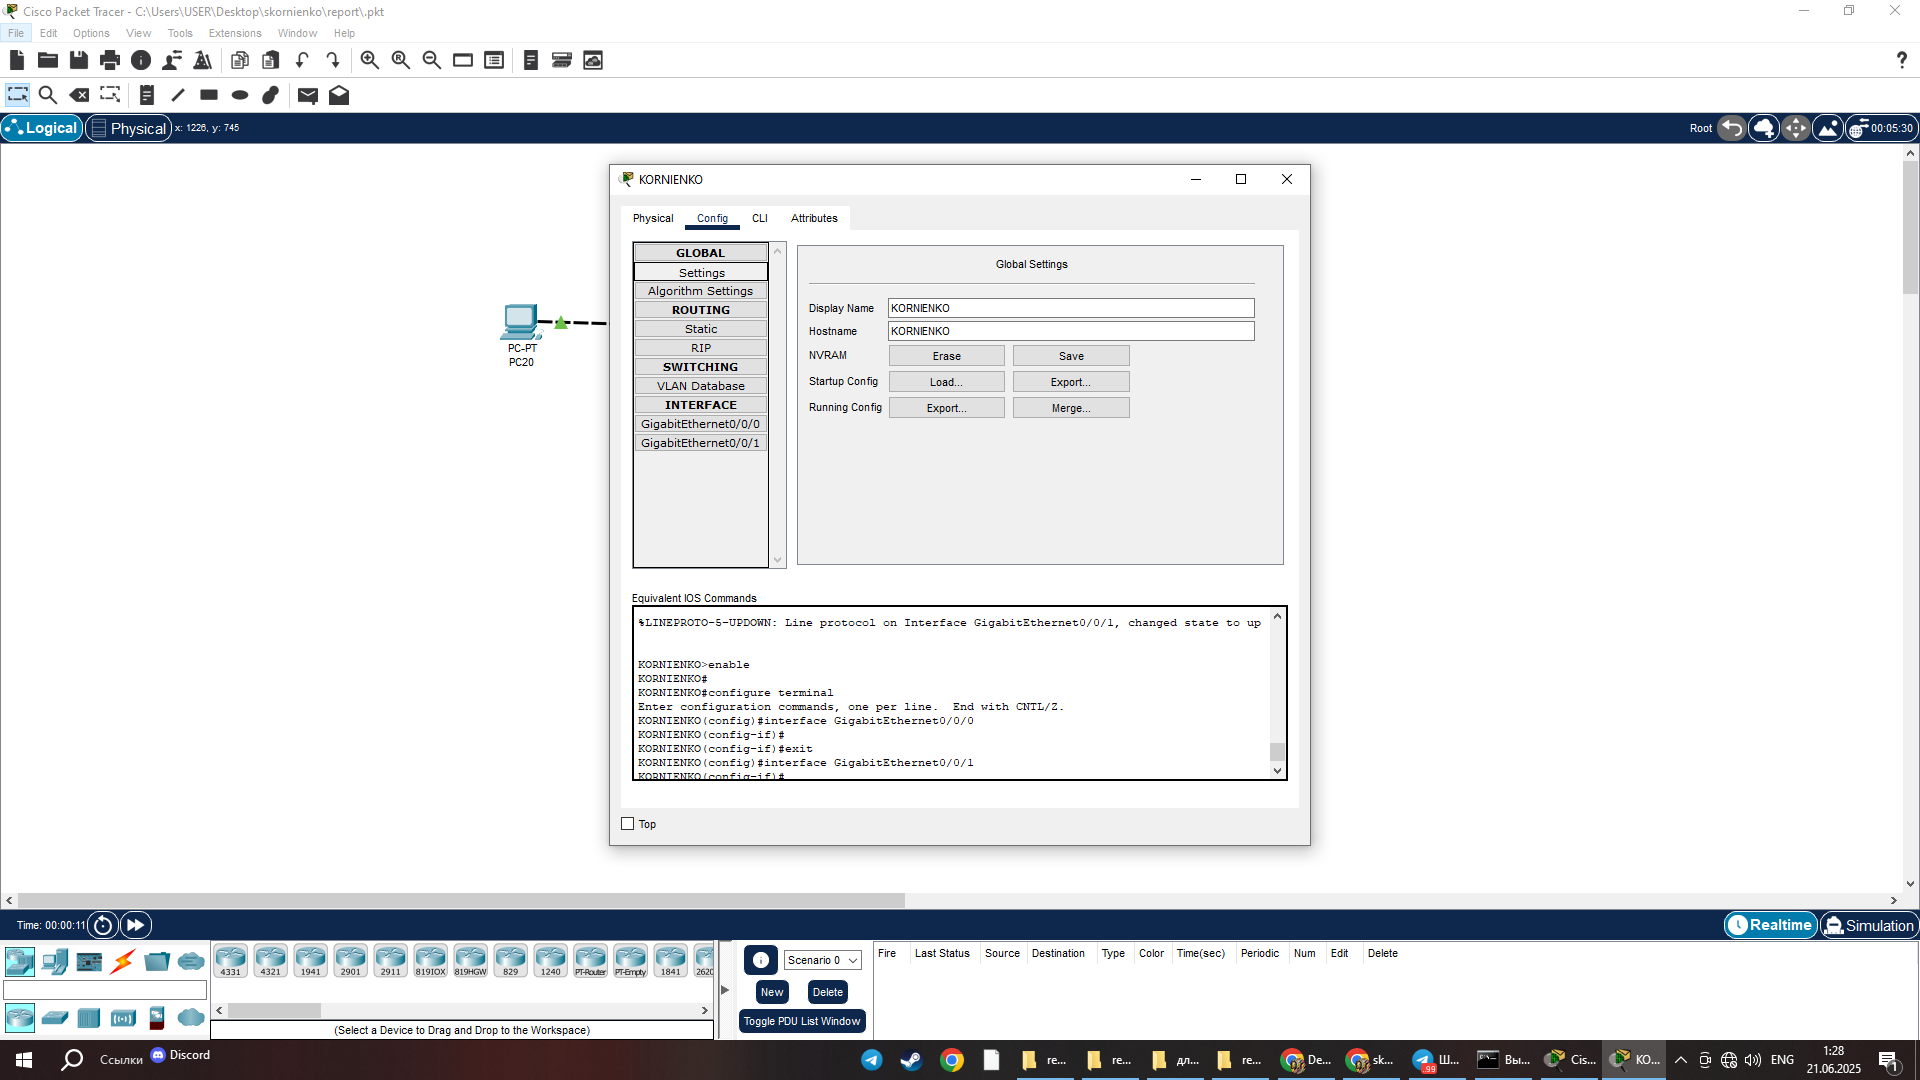 Cisco Packet Tracer - C:\Users\USER\Desktop\skornienko\report\.pkt
File Edit Options View Tools Extensions Window Help
Logical Physical x: 1226, y: 745 Root 00:05:30
KORNIENKO
Physical Config CLI Attributes
GLOBAL
Settings
Algorithm Settings
ROUTING
Static
RIP
SWITCHING
VLAN Database
INTERFACE
GigabitEthernet0/0/0
GigabitEthernet0/0/1
Global Settings
Display Name KORNIENKO
Hostname KORNIENKO
NVRAM Erase Save
Startup Config Load... Export...
Running Config Export... Merge...
PC-PT
PC20
Equivalent IOS Commands
%LINEPROTO-5-UPDOWN: Line protocol on Interface GigabitEthernet0/0/1, changed state to up
KORNIENKO>enable
KORNIENKO#
KORNIENKO#configure terminal
Enter configuration commands, one per line. End with CNTL/Z.
KORNIENKO(config)#interface GigabitEthernet0/0/0
KORNIENKO(config-if)#
KORNIENKO(config-if)#exit
KORNIENKO(config)#interface GigabitEthernet0/0/1
KORNIENKO(config-if)#
Top
Time: 00:00:11 Realtime Simulation
4331 4321 1941 2901 2911 819IOX 819HGW 829 1240 PT-Router PT-Empty 1841 2620
(Select a Device to Drag and Drop to the Workspace)
Scenario 0
New Delete
Toggle PDU List Window
Fire Last Status Source Destination Type Color Time(sec) Periodic Num Edit Delete
Ссылки Discord re... re... дл... re... De... sk... Ш... 99 Вы... Cis... KO... ENG
1:28
21.06.2025
1